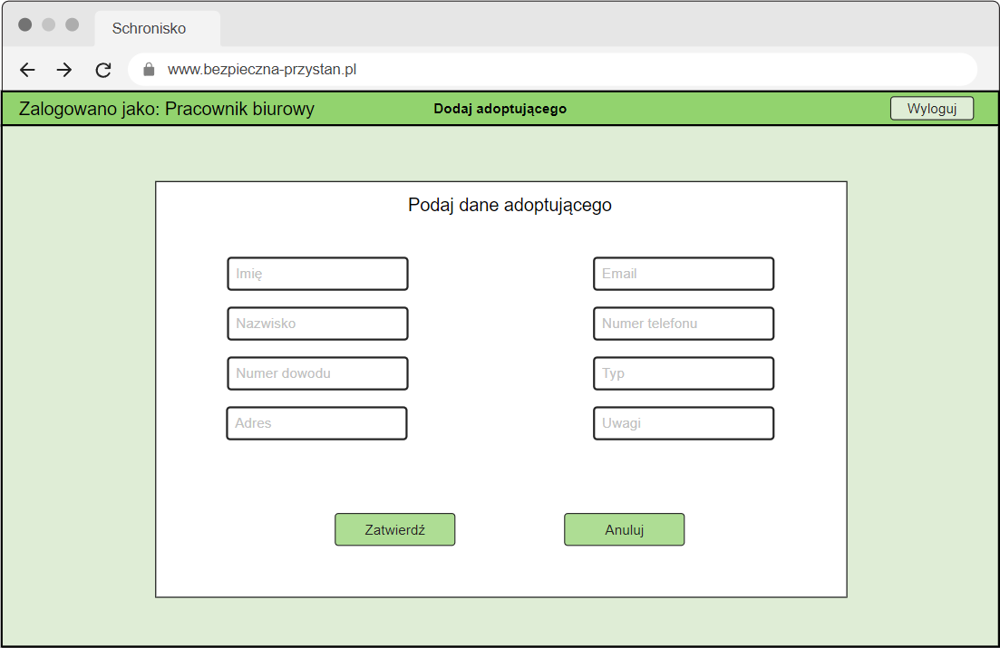 Schronisko
www.bezpieczna-przystan.pl
Zalogowano jako: Pracownik biurowy
Dodaj adoptującego
Wyloguj
Podaj dane adoptującego
Imię
Email
Nazwisko
Numer telefonu
Numer dowodu
Typ
Adres
Uwagi
Zatwierdź
Anuluj